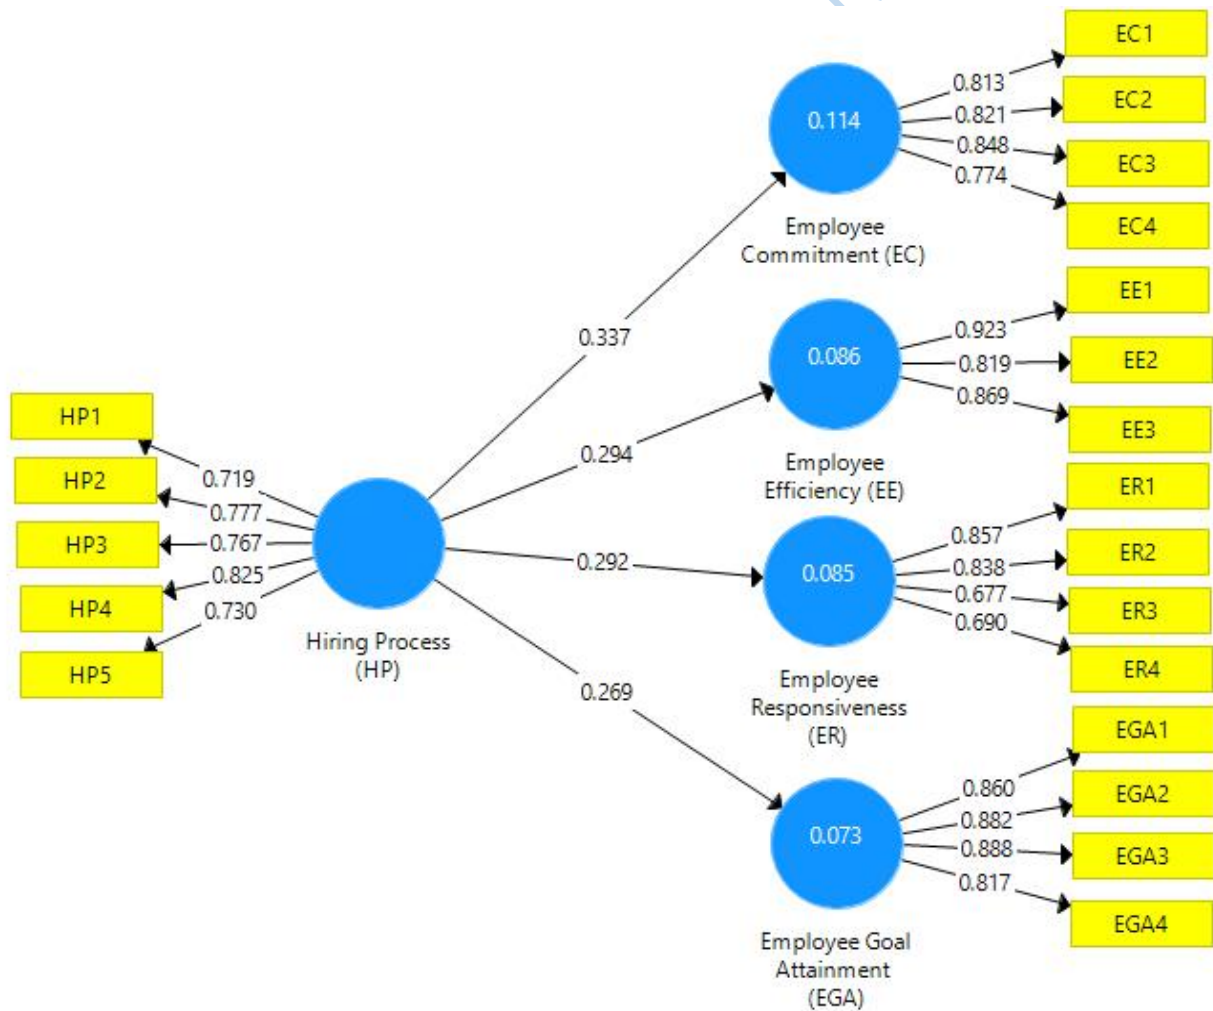 EC1
0.813
EC2
0.114
0.821
0.848
EC3
0.774
EC4
Employee
Commitment (EC)
EE1
0.923
0.337
0.086
0.819
EE2
0.869
HP1
EE3
0.294
Employee
Efficiency (EE)
0.719
HP2
ER1
0.777
0.857
HP3
0.767
ER2
0.292
0.085
0.838
0.825
0.677
HP4
0.730
ER3
0.690
Hiring Process
(HP)
HP5
ER4
Employee
Responsiveness
(ER)
0.269
EGA1
0.860
EGA2
0.882
0.073
0.888
EGA3
0.817
EGA4
Employee Goal
Attainment
(EGA)